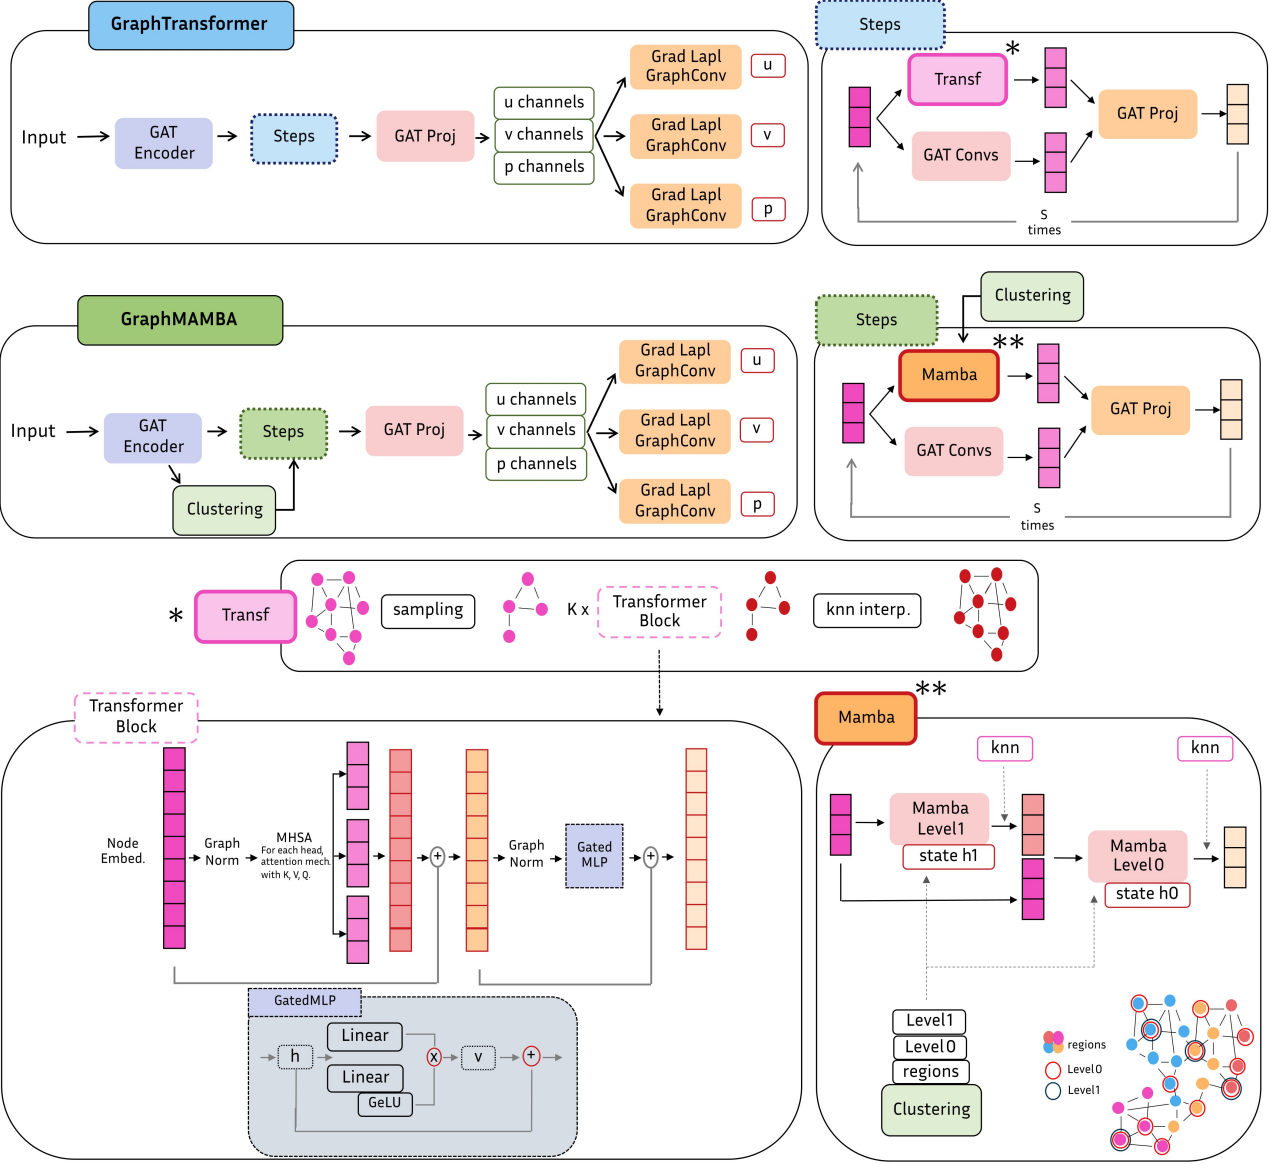 GraphTransformer
Input
GAT
Encoder
Steps
GAT Proj
u channels
v channels
p channels
Grad Lapl
GraphConv
u
Grad Lapl
GraphConv
v
Grad Lapl
GraphConv
p
Steps
Transf
*
GAT Convs
GAT Proj
S
times
GraphMAMBA
Input
GAT
Encoder
Clustering
Steps
GAT Proj
u channels
v channels
p channels
Grad Lapl
GraphConv
u
Grad Lapl
GraphConv
v
Grad Lapl
GraphConv
p
Steps
Clustering
Mamba
**
GAT Convs
GAT Proj
S
times
*
Transf
sampling
K x
Transformer
Block
knn interp.
Transformer
Block
Node
Embed.
Graph
Norm
MHSA
For each head,
attention mech.
with K, V, Q.
+
Graph
Norm
Gated
MLP
+
GatedMLP
h
Linear
Linear
GeLU
x
v
+
Mamba
**
knn
knn
Mamba
Level1
state h1
Mamba
Level0
state h0
Level1
Level0
regions
Clustering
regions
Level0
Level1